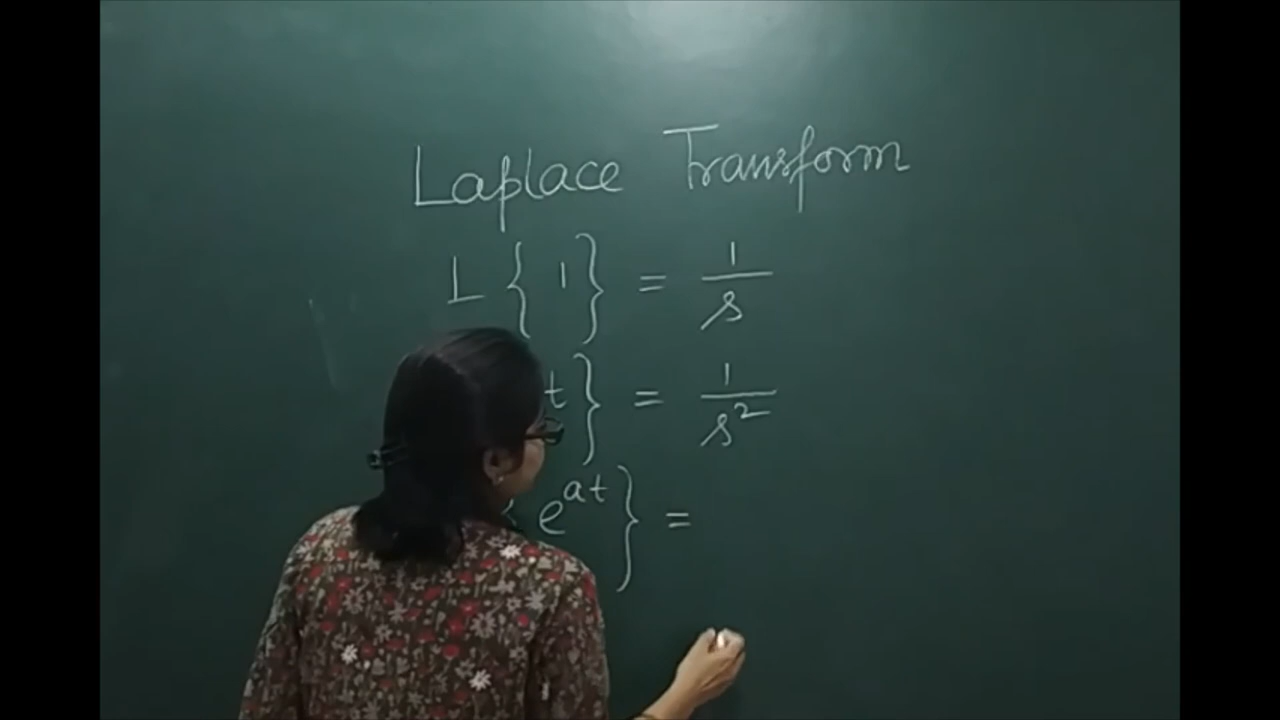 Laplace Transform
L { 1 } = 1/s
t } = 1/s²
{ e^{at} } =